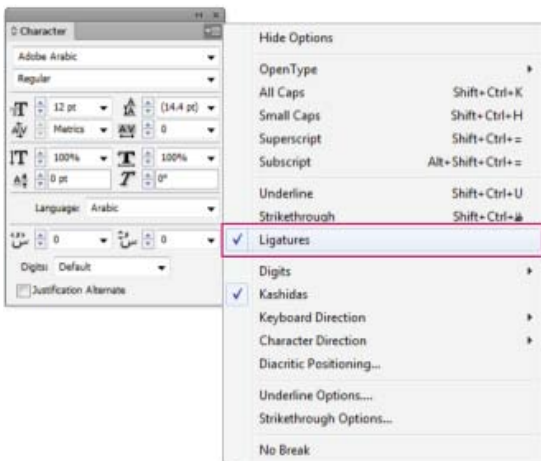 Character
Adobe Arabic
Regular
12 pt
(14.4 pt)
Metrics
0
100%
100%
0 pt
0°
Language: Arabic
0
0
Digits: Default
Justification Alternate
Hide Options
OpenType
All Caps Shift+Ctrl+K
Small Caps Shift+Ctrl+H
Superscript Shift+Ctrl+=
Subscript Alt+Shift+Ctrl+=
Underline Shift+Ctrl+U
Strikethrough Shift+Ctrl+
Ligatures
Digits
Kashidas
Keyboard Direction
Character Direction
Diacritic Positioning...
Underline Options....
Strikethrough Options...
No Break